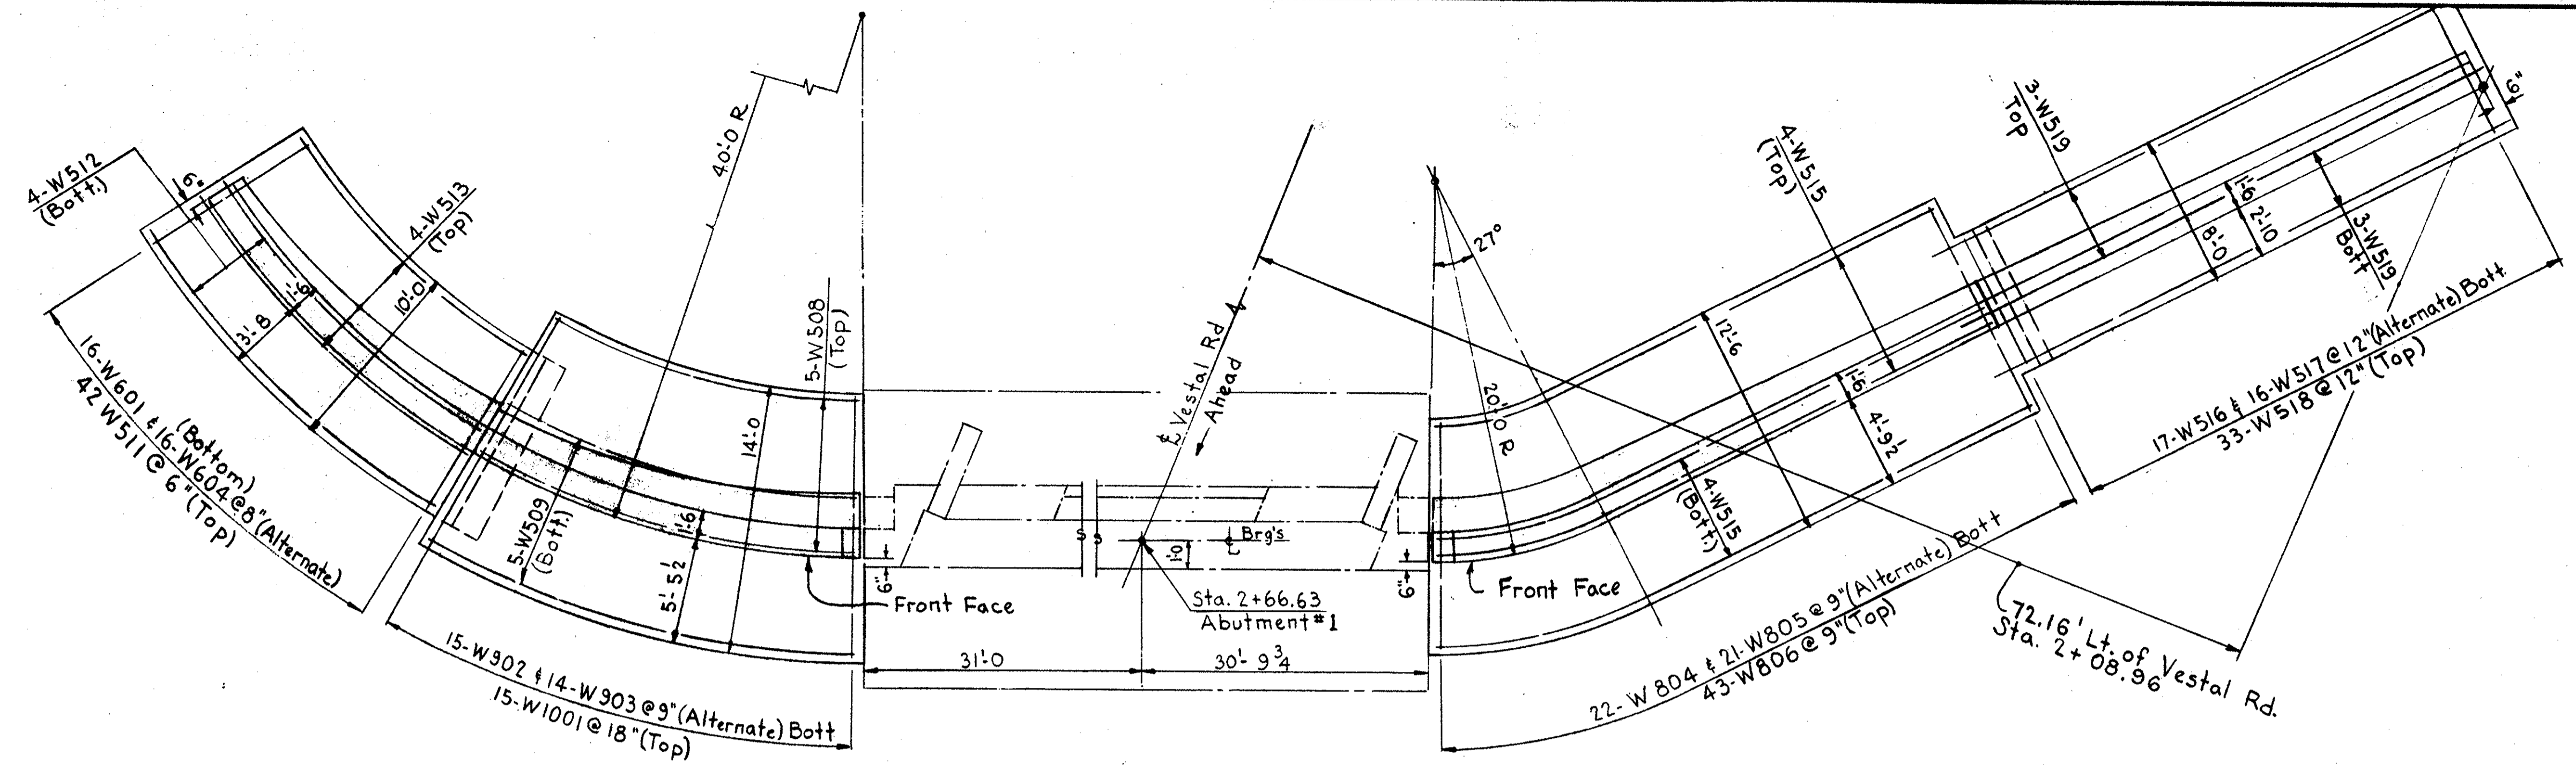 4-W512
(Bott.)
6"
4-W513
(Top)
10'-0
1'-6
3'-8
16-W601 & 16-W604@8"(Alternate)
(Bottom)
42 W511@ 6"(Top)
40'-0 R
5-W508
(Top)
14'-0
5-W509
(Bott.)
1'-6
5'-5½
6"
Front Face
15-W902 & 14-W903@9"(Alternate) Bott
15-W1001@18"(Top)
31'-0
30'-9¾
℄ Vestal Rd
Ahead
S S
1'-0
℄ Brg's
Sta. 2+66.63
Abutment #1
27°
20'-0 R
6"
Front Face
4-W515
(Top)
12'-6
1'-6
4'-9½
4-W515
(Bott.)
22-W804 & 21-W805@9"(Alternate) Bott
43-W806@9"(Top)
3-W519
Top
8'-0
1'-6
2'-10
3-W519
Bott
6"
17-W516 & 16-W517@12"(Alternate) Bott.
33-W518@12"(Top)
72.16' Lt. of Vestal Rd.
Sta. 2+08.96